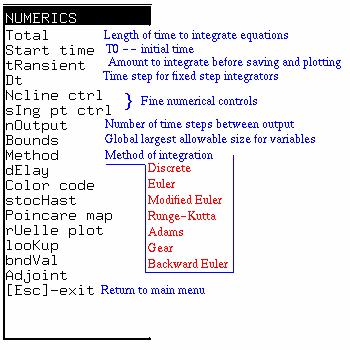 NUMERICS
Total Length of time to integrate equations
Start time T0 -- initial time
tRansient Amount to integrate before saving and plotting
Dt Time step for fixed step integrators
Ncline ctrl
sIng pt ctrl } Fine numerical controls
nOutput Number of time steps between output
Bounds Global largest allowable size for variables
Method Method of integration
dElay Discrete
Color code Euler
stocHast Modified Euler
Poincare map Runge-Kutta
rUelle plot Adams
looKup Gear
bndVal Backward Euler
Adjoint
[Esc]-exit Return to main menu